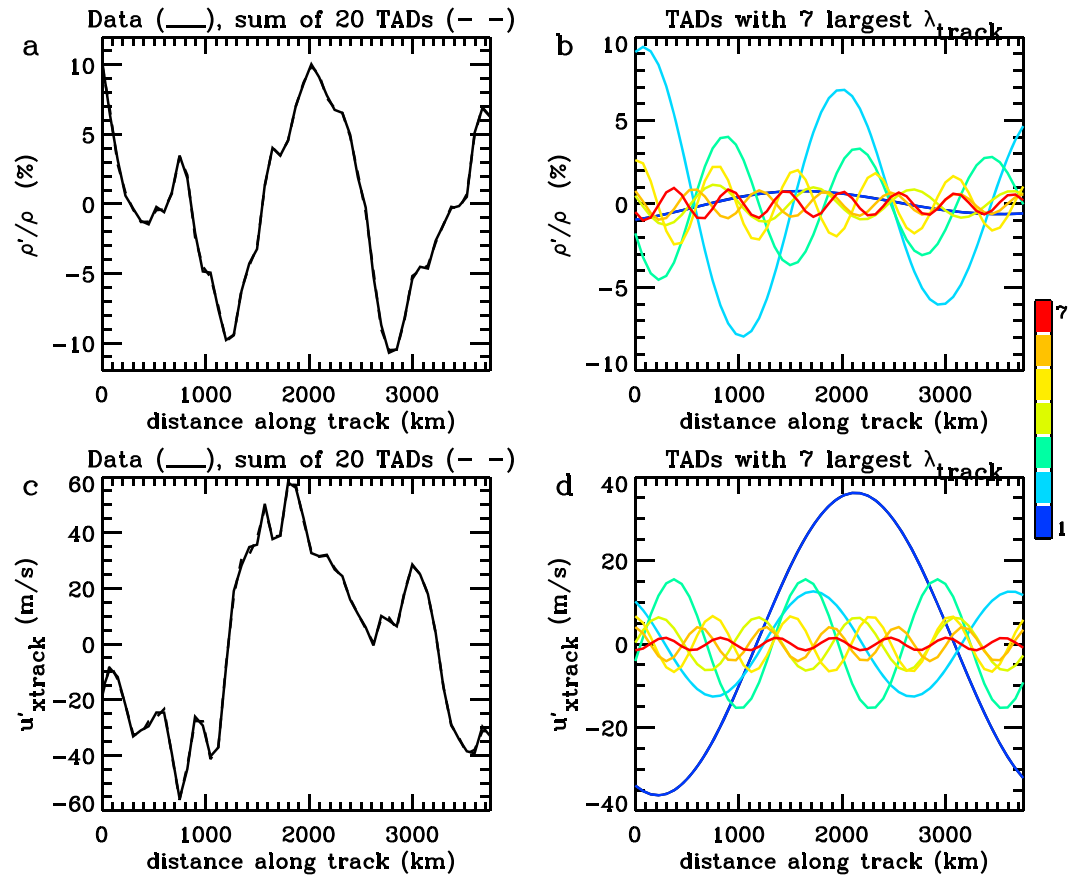 Data (___), sum of 20 TADs (- -)
TADs with 7 largest λtrack
a
b
10
5
0
−5
−10
ρ′/ρ (%)
0
1000
2000
3000
distance along track (km)
10
5
0
−5
−10
ρ′/ρ (%)
0
1000
2000
3000
distance along track (km)
7
1
Data (___), sum of 20 TADs (- -)
TADs with 7 largest λtrack
c
d
60
40
20
0
−20
−40
−60
u′xtrack (m/s)
0
1000
2000
3000
distance along track (km)
40
20
0
−20
−40
u′xtrack (m/s)
0
1000
2000
3000
distance along track (km)